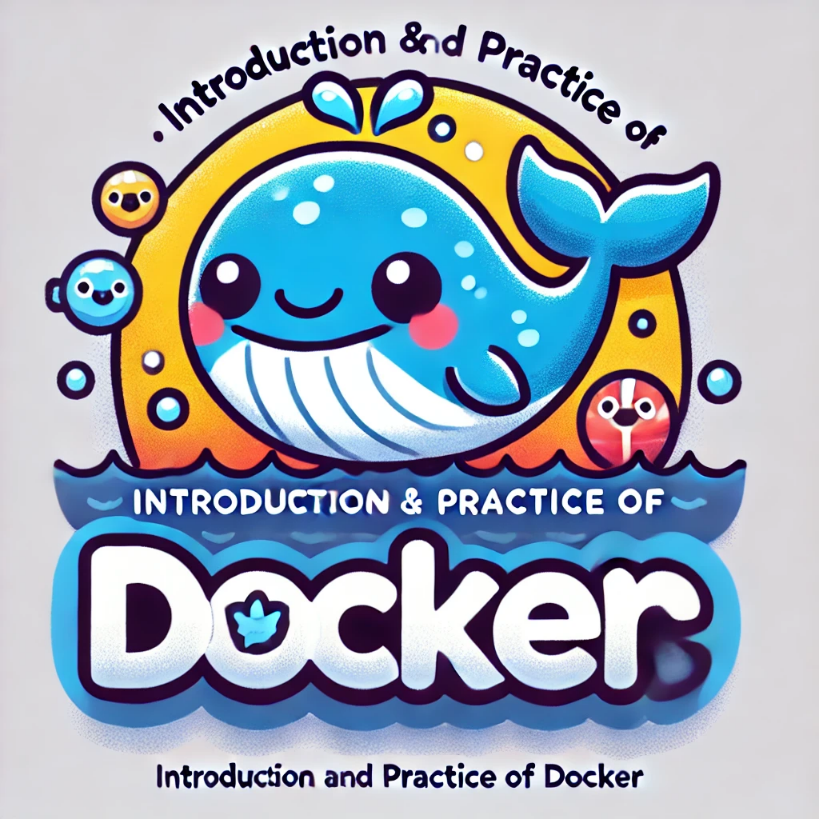 Introduction &nd Practice of
INTRODUCTION & PRACTICE OF
Docker
Introduction and Practice of Docker